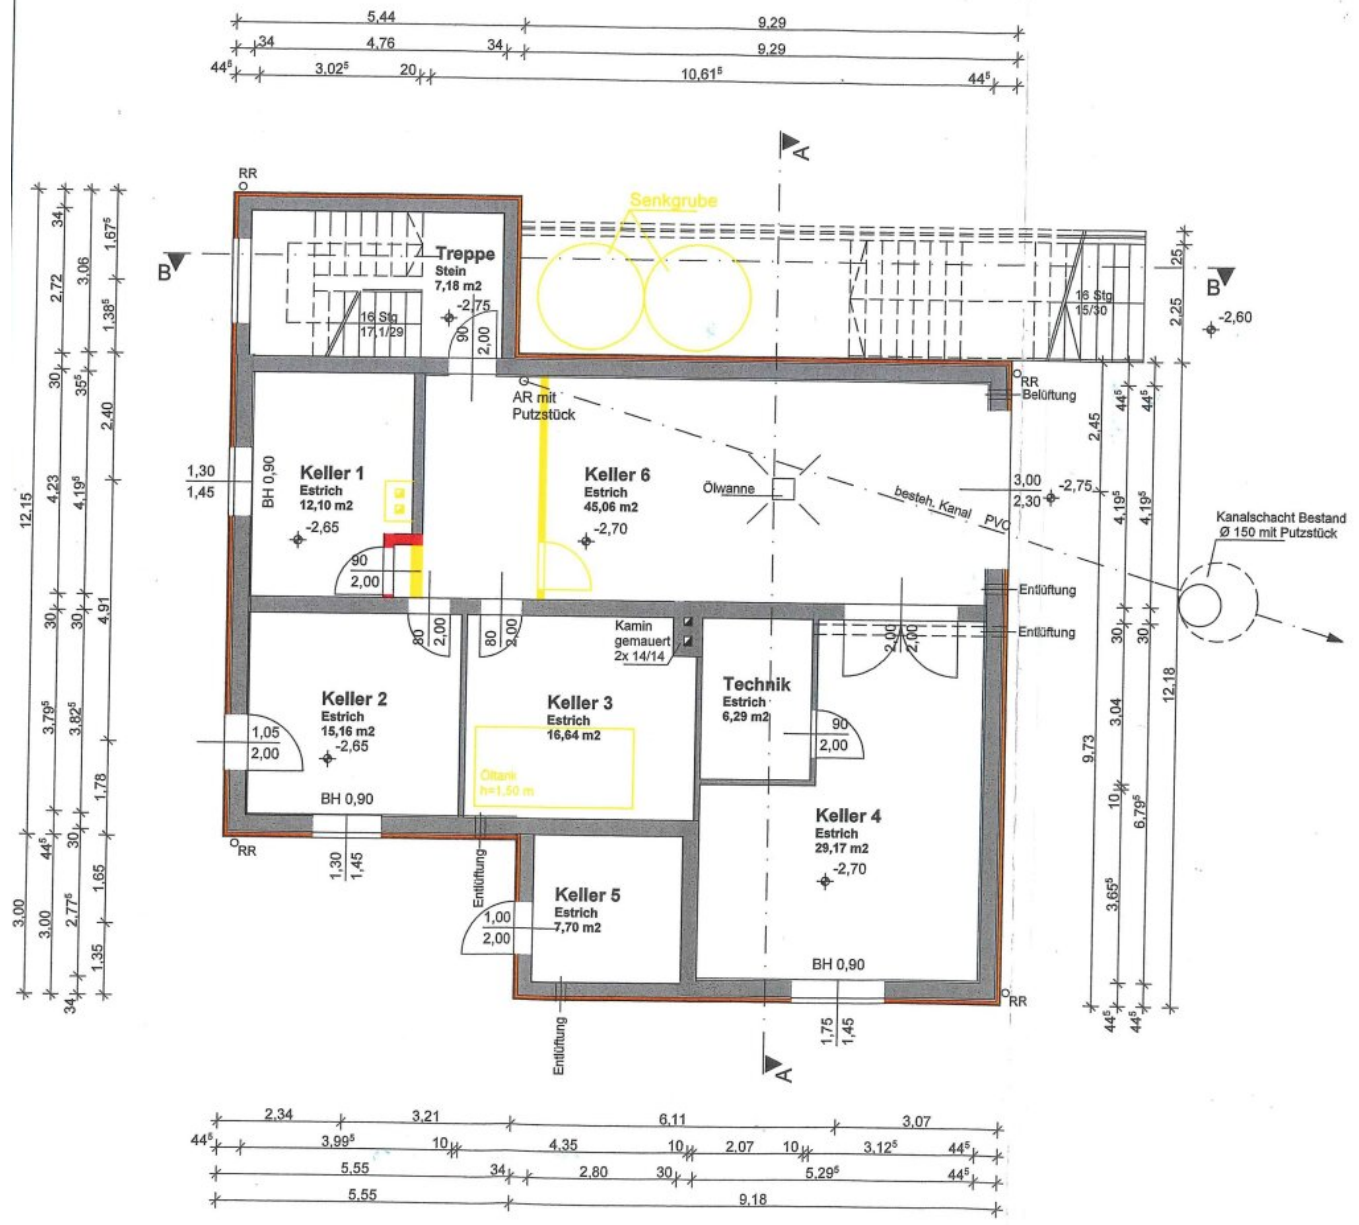 5,44
9,29
34
4,76
34
9,29
44⁵
3,02⁵
20
10,61⁵
44⁵
A
RR
Senkgrube
B
Treppe
Stein
7,18 m2
-2,75
16 Stg
17,1/29
90
2,00
16 Stg
15/30
B'
-2,60
25
2,25
34
2,72
3,06
1,67⁵
1,38⁵
30
35⁵
2,40
12,15
4,23
4,19⁵
4,91
30
30
3,79⁵
3,82⁵
1,78
44⁵
30
1,65
3,00
3,00
2,77⁵
1,35
34
AR mit
Putzstück
RR
Belüftung
1,30
1,45
BH 0,90
Keller 1
Estrich
12,10 m2
-2,65
90
2,00
Keller 6
Estrich
45,06 m2
-2,70
Ölwanne
besteh. Kanal PVC
3,00
2,30
-2,75
2,45
44⁵
44⁵
4,19⁵
4,19⁵
Kanalschacht Bestand
Ø 150 mit Putzstück
Entlüftung
Entlüftung
30
30
80
2,00
80
2,00
Kamin
gemauert
2x 14/14
2,00
2,00
Keller 2
Estrich
15,16 m2
-2,65
1,05
2,00
BH 0,90
Keller 3
Estrich
16,64 m2
Öltank
h=1,50 m
Technik
Estrich
6,29 m2
90
2,00
12,18
9,73
3,04
10
6,79⁵
3,65⁵
44⁵
44⁵
Keller 4
Estrich
29,17 m2
-2,70
RR
1,30
1,45
Entlüftung
Keller 5
Estrich
7,70 m2
1,00
2,00
BH 0,90
RR
Entlüftung
1,75
1,45
A
2,34
3,21
6,11
3,07
44⁵
3,99⁵
10
4,35
10
2,07
10
3,12⁵
44⁵
5,55
34
2,80
30
5,29⁵
44⁵
5,55
9,18